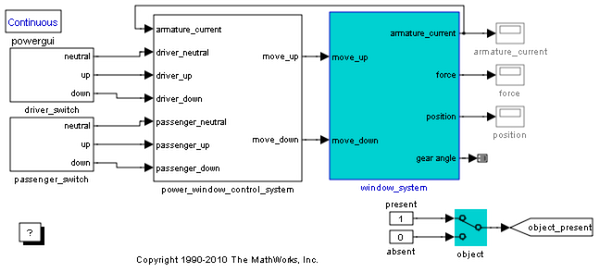 Continuous
powergui
neutral
up
down
driver_switch
neutral
up
down
passenger_switch
armature_current
driver_neutral
driver_up
driver_down
passenger_neutral
passenger_up
passenger_down
move_up
move_down
power_window_control_system
move_up
move_down
armature_current
force
position
gear angle
window_system
armature_current
force
position
present
1
0
absent
object
object_present
?
Copyright 1990-2010 The MathWorks, Inc.